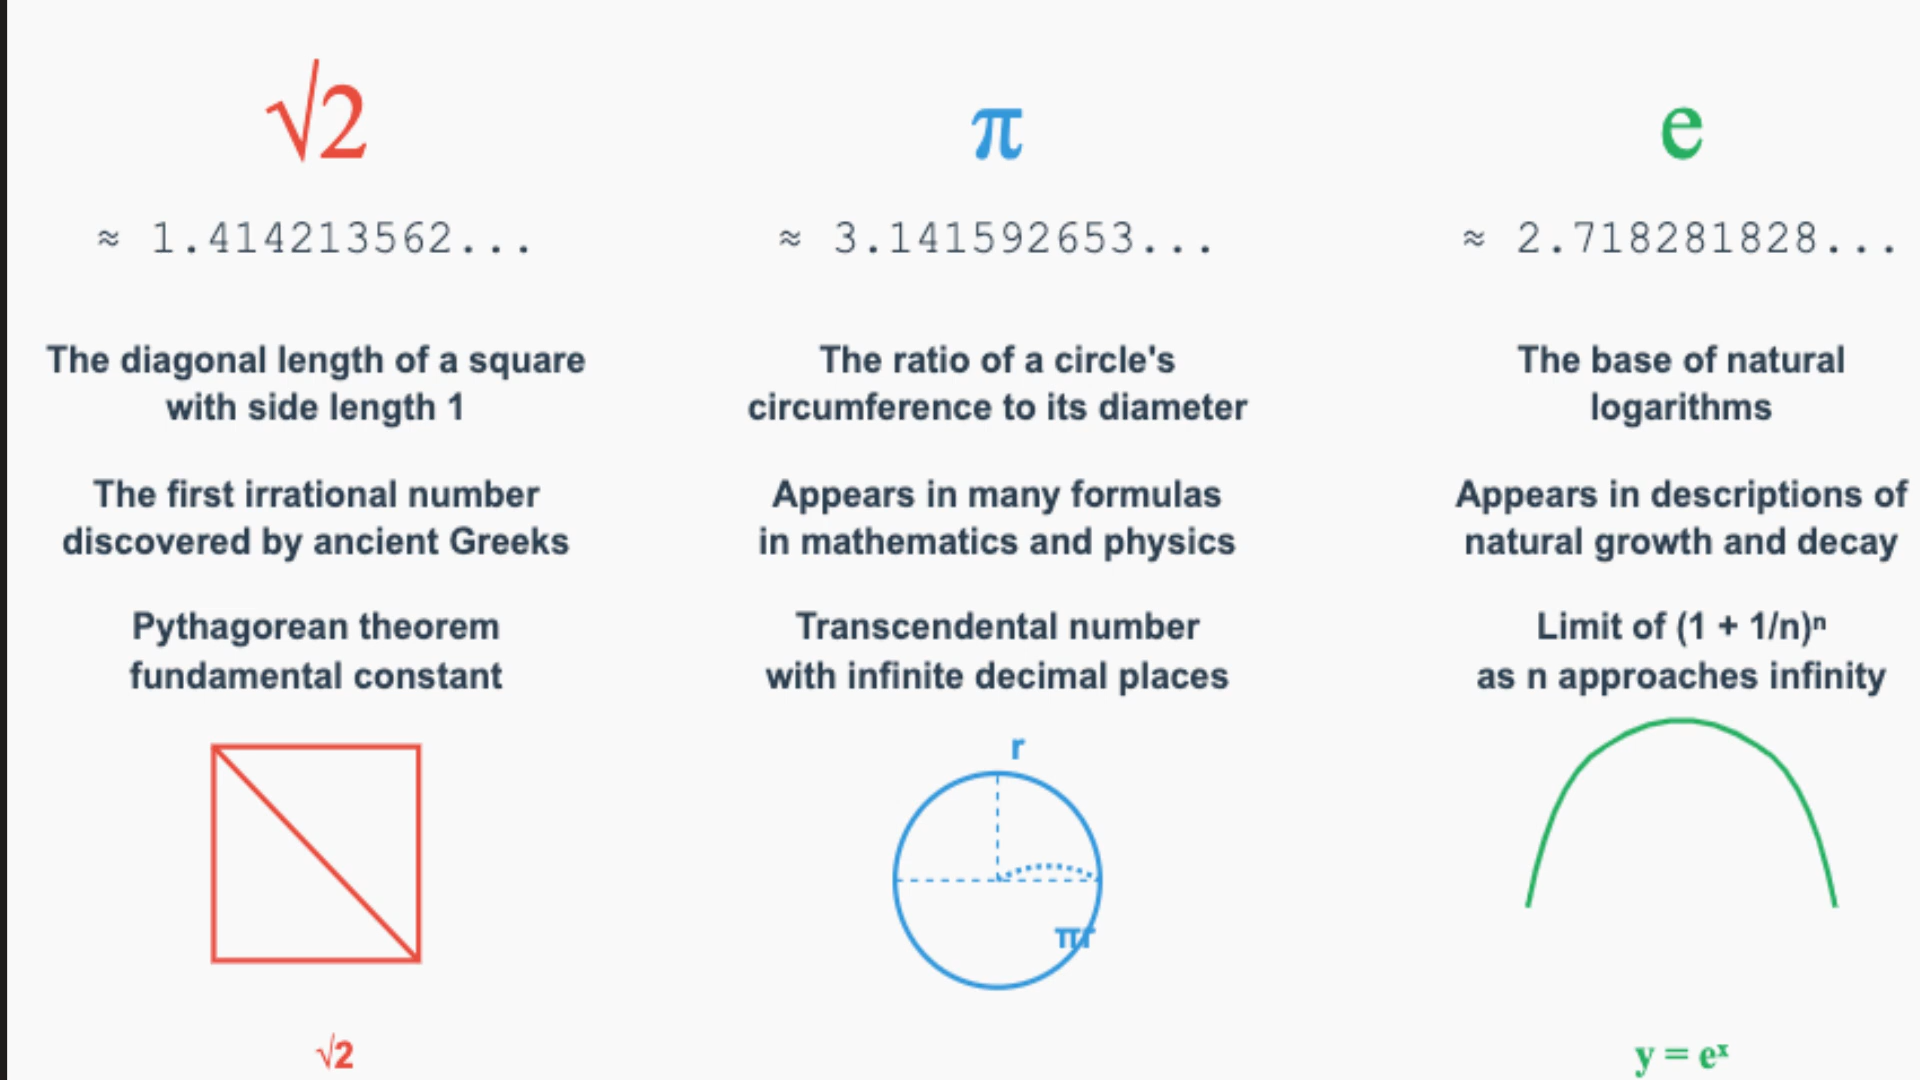 √2
≈ 1.414213562...
The diagonal length of a square
with side length 1
The first irrational number
discovered by ancient Greeks
Pythagorean theorem
fundamental constant
√2
π
≈ 3.141592653...
The ratio of a circle's
circumference to its diameter
Appears in many formulas
in mathematics and physics
Transcendental number
with infinite decimal places
r
πr
e
≈ 2.718281828...
The base of natural
logarithms
Appears in descriptions of
natural growth and decay
Limit of (1 + 1/n)ⁿ
as n approaches infinity
y = eˣ